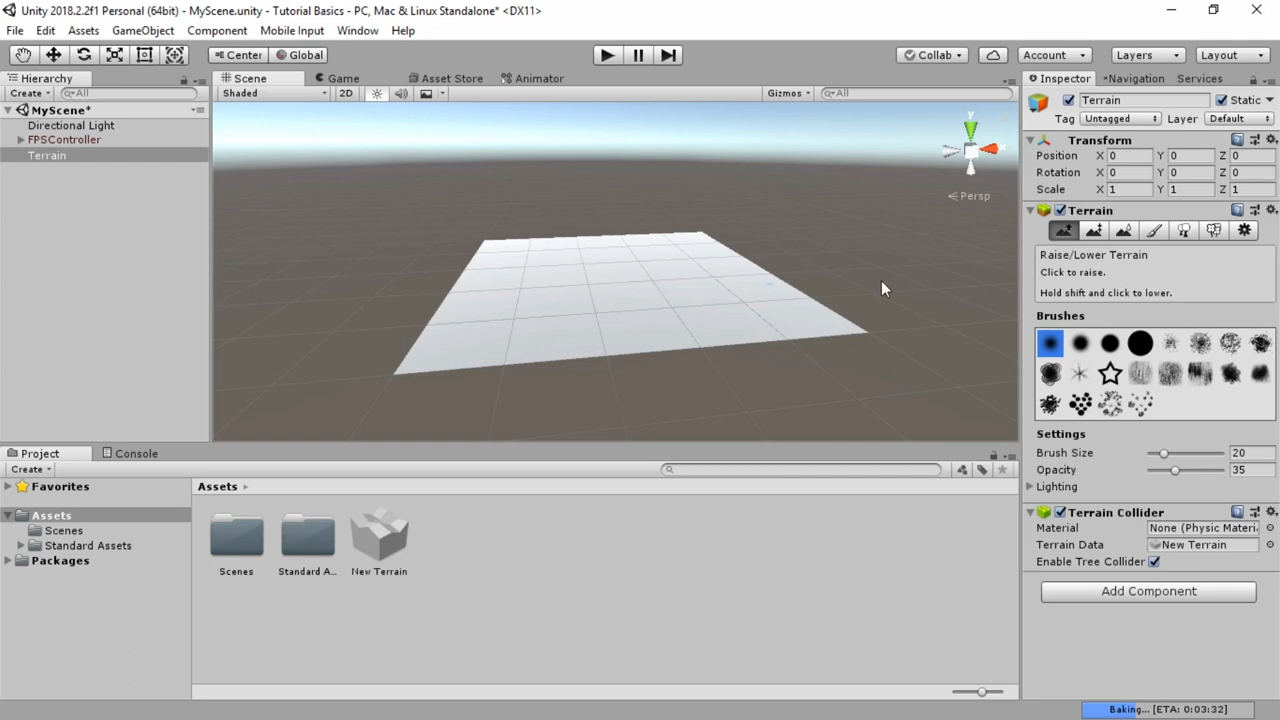 Unity 2018.2.2f1 Personal (64bit) - MyScene.unity - Tutorial Basics - PC, Mac & Linux Standalone* <DX11>
File Edit Assets GameObject Component Mobile Input Window Help
Center Global Collab Account Layers Layout
Hierarchy
Create All
MyScene*
Directional Light
FPSController
Terrain
Scene Game Asset Store Animator
Shaded 2D Gizmos All
y
Persp
Inspector Navigation Services
Terrain Static
Tag Untagged Layer Default
Transform
Position X 0 Y 0 Z 0
Rotation X 0 Y 0 Z 0
Scale X 1 Y 1 Z 1
Terrain
Raise/Lower Terrain
Click to raise.
Hold shift and click to lower.
Brushes
Settings
Brush Size 20
Opacity 35
Lighting
Terrain Collider
Material None (Physic Materi
Terrain Data New Terrain
Enable Tree Collider
Add Component
Project Console
Create
Favorites
Assets
Scenes
Standard Assets
Packages
Assets
Scenes Standard A... New Terrain
Baking... [ETA: 0:03:32]